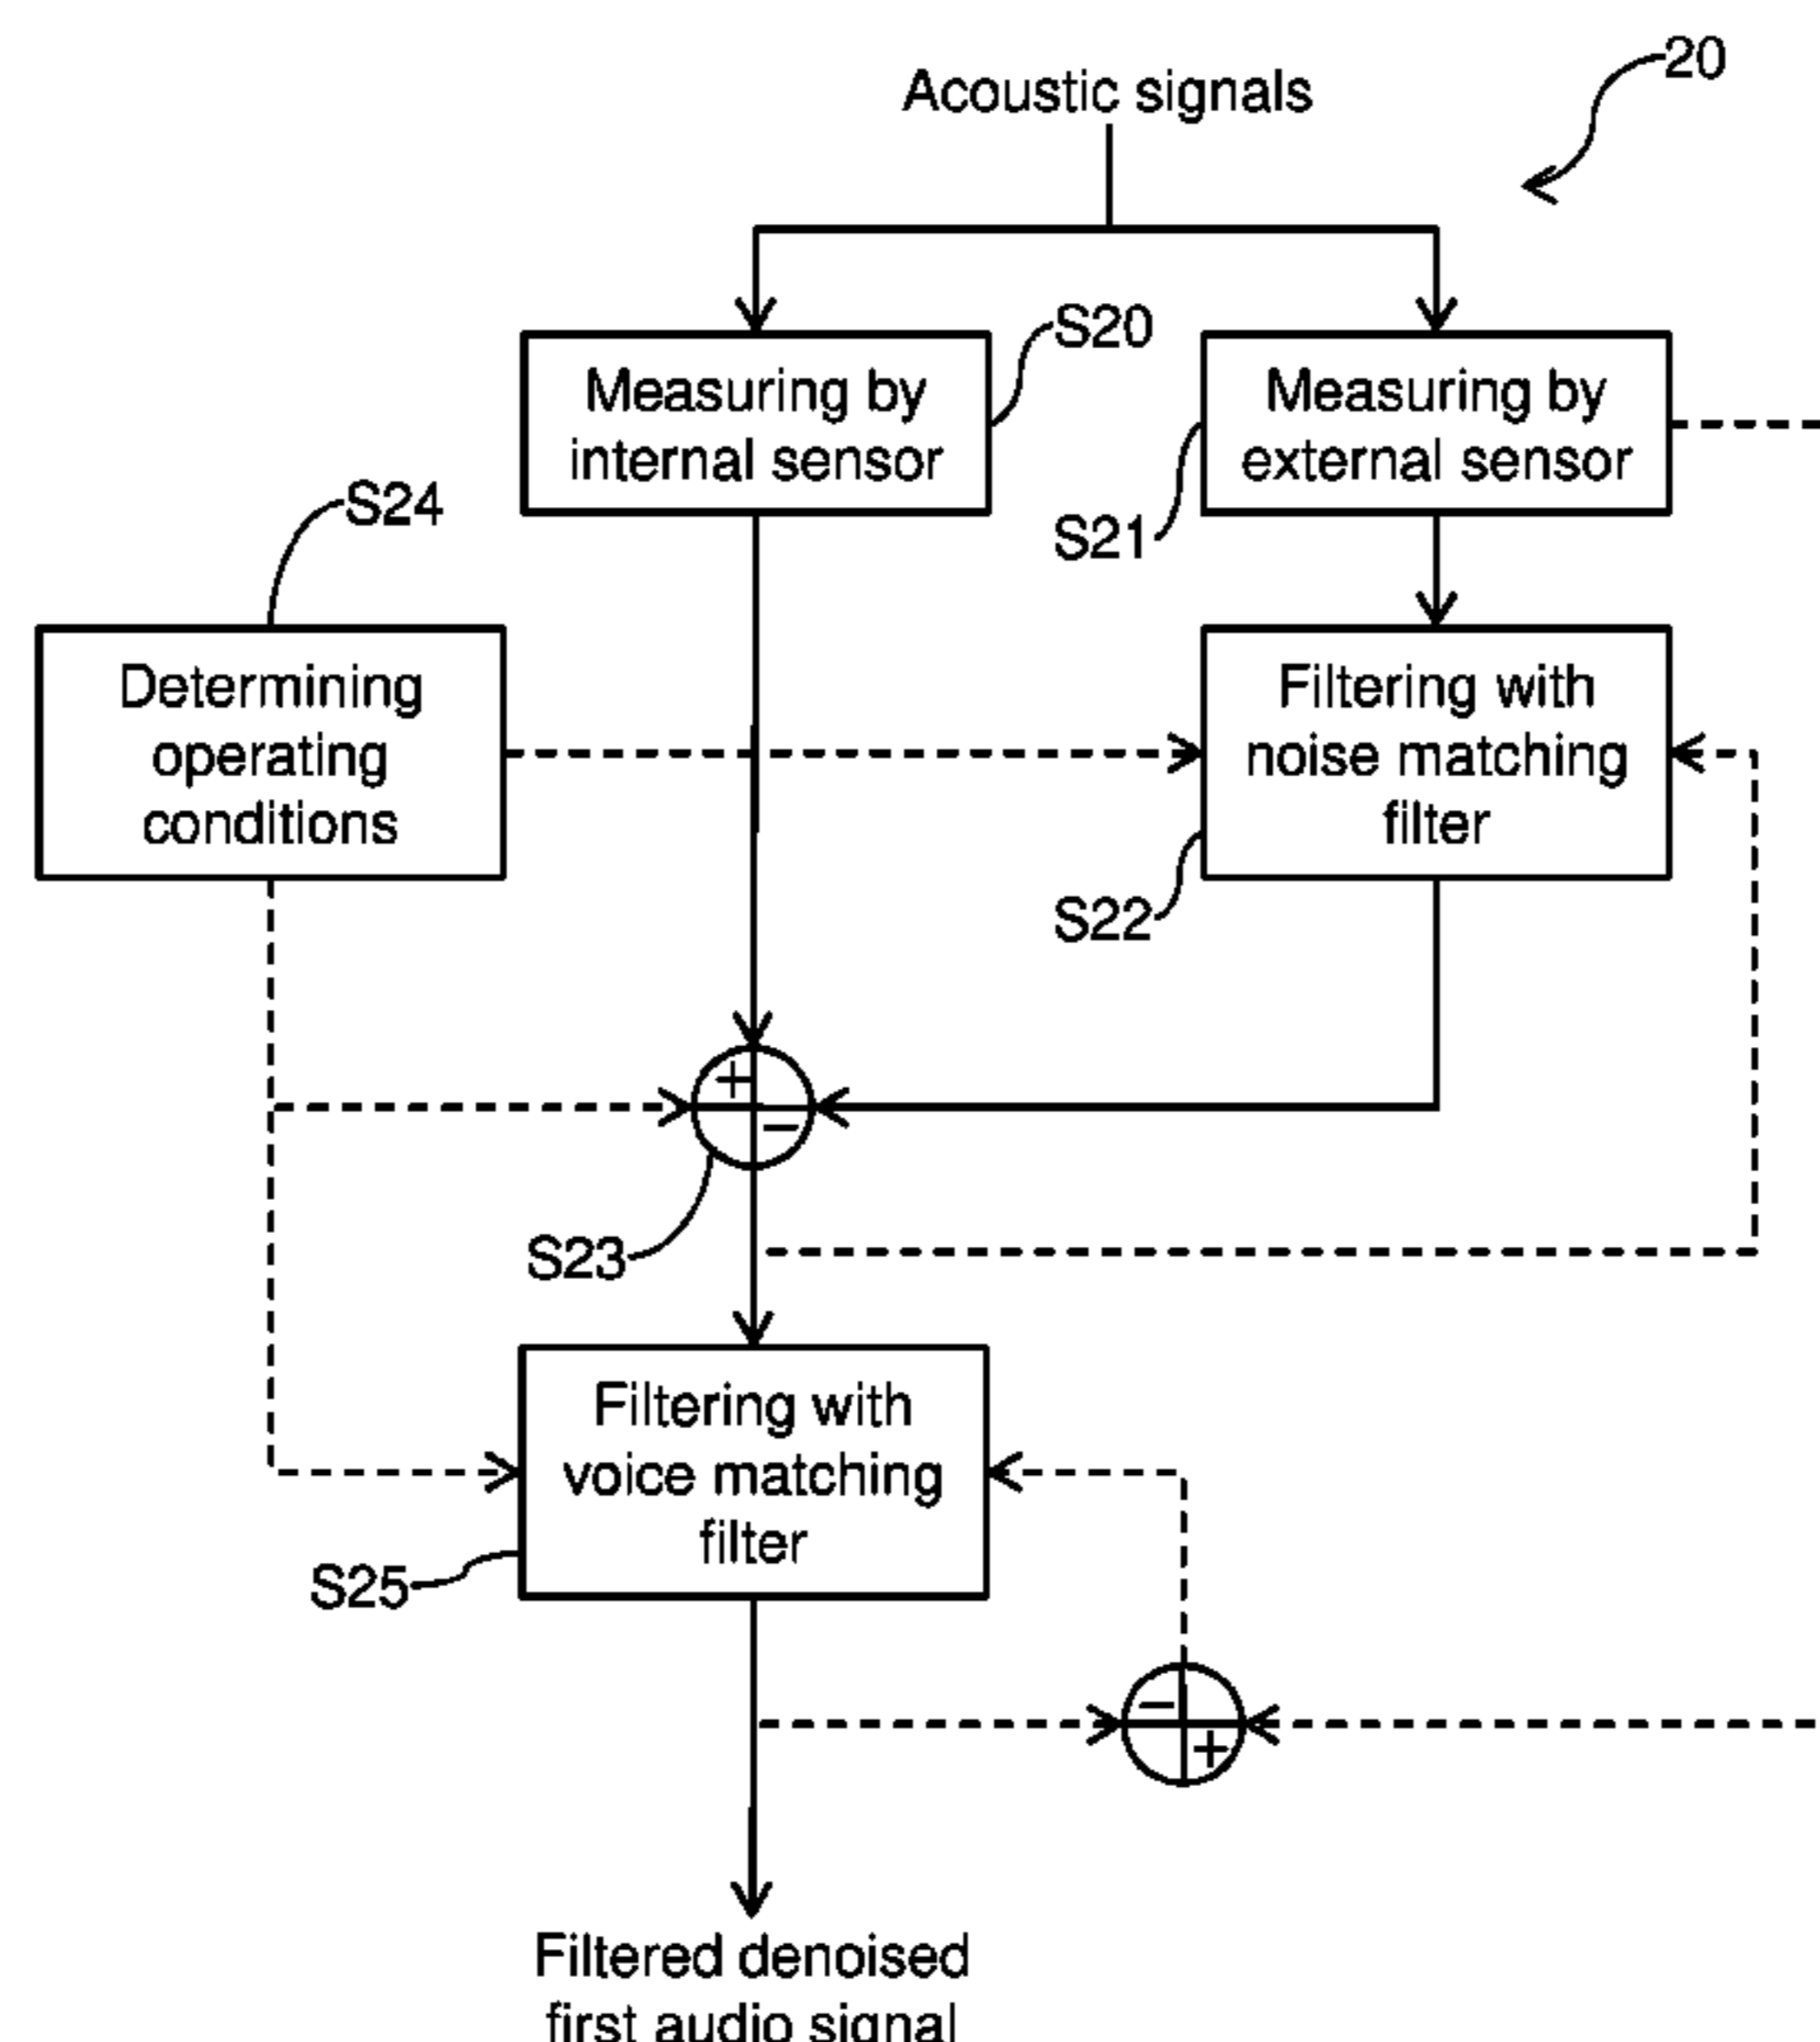 20
Acoustic signals
S20
Measuring by
internal sensor
Measuring by
external sensor
S21
S24
Determining
operating
conditions
Filtering with
noise matching
filter
S22
+
−
S23
Filtering with
voice matching
filter
S25
−
+
Filtered denoised
first audio signal